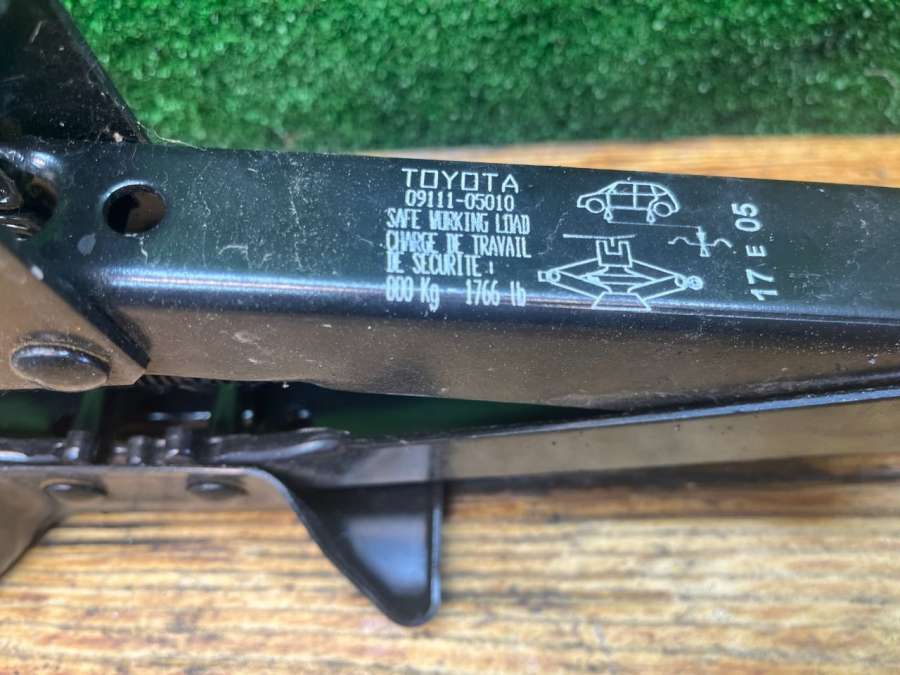 TOYOTA
09111-05010
SAFE WORKING LOAD
CHARGE DE TRAVAIL
DE SECURITE :
800 Kg - 1766 lb
17 E 05